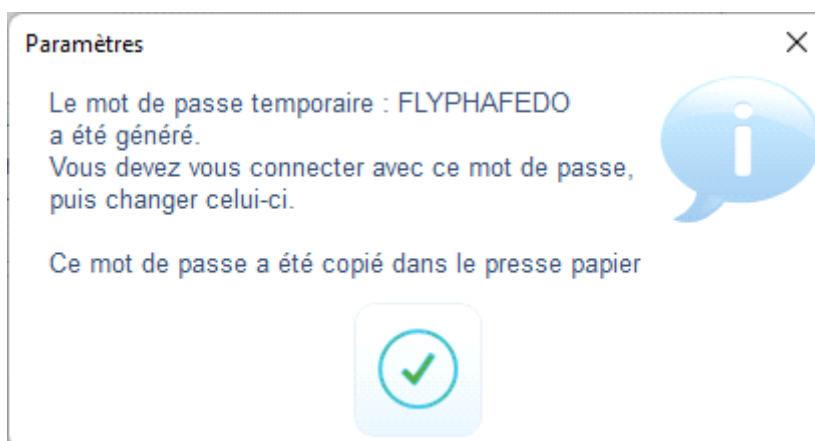 Paramètres
Le mot de passe temporaire : FLYPHAFEDO
a été généré.
Vous devez vous connecter avec ce mot de passe,
puis changer celui-ci.
Ce mot de passe a été copié dans le presse papier